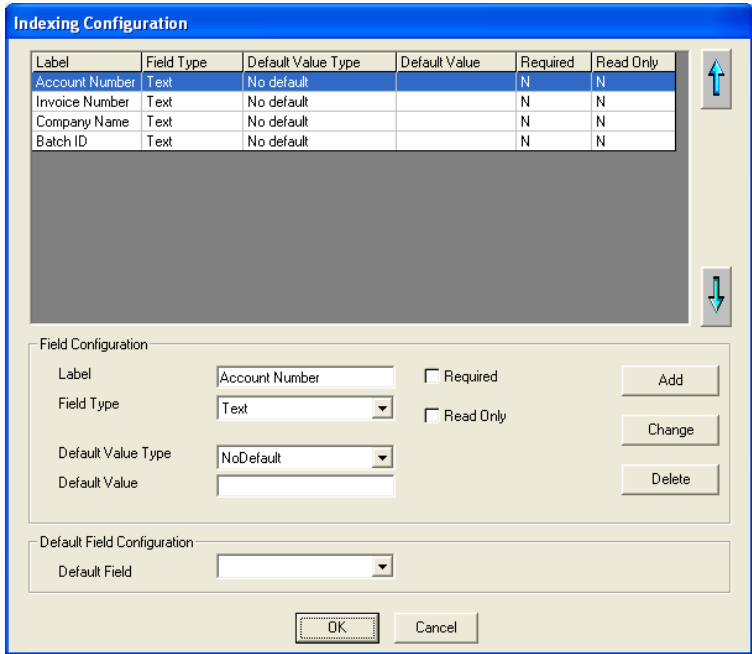 Indexing Configuration
Label Field Type Default Value Type Default Value Required Read Only
Account Number Text No default N N
Invoice Number Text No default N N
Company Name Text No default N N
Batch ID Text No default N N
Field Configuration
Label Account Number Required Add
Field Type Text Read Only
Change
Default Value Type NoDefault
Default Value Delete
Default Field Configuration
Default Field
OK Cancel